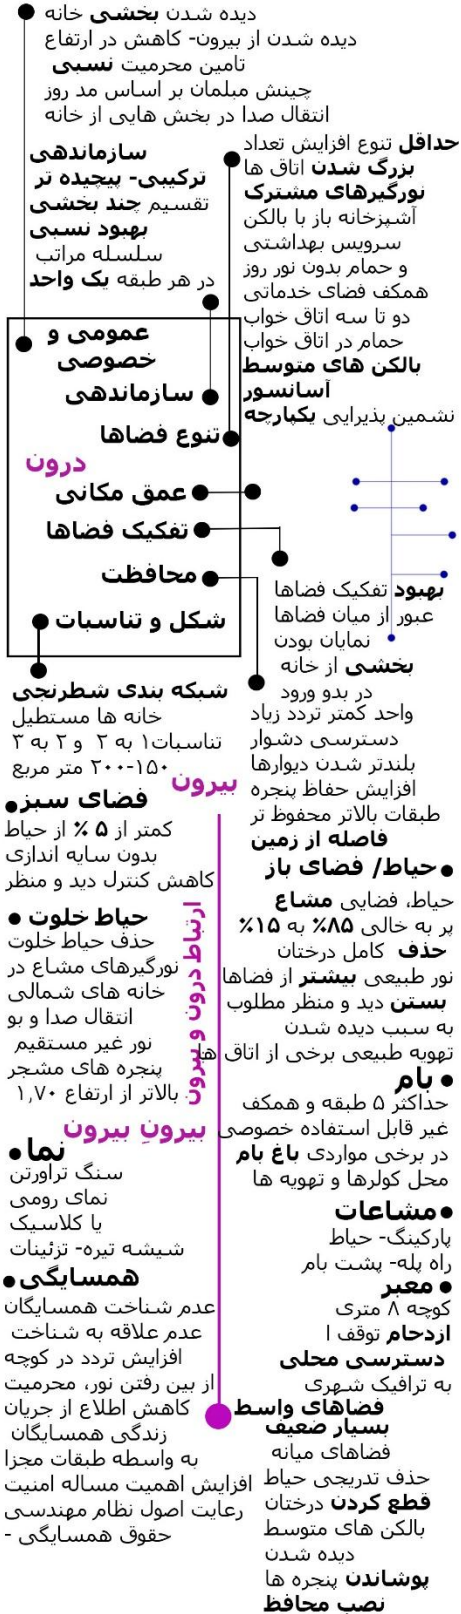 دیده شدن بخشی خانه
دیده شدن از بیرون- کاهش در ارتفاع
تامین محرمیت نسبی
چینش مبلمان بر اساس مد روز
انتقال صدا در بخش هایی از خانه
سازماندهی
ترکیبی- پیچیده تر
تقسیم چند بخشی
بهبود نسبی
سلسله مراتب
در هر طبقه یک واحد
حداقل تنوع افزایش تعداد
بزرگ شدن اتاق ها
نورگیرهای مشترک
آشپزخانه باز با بالکن
سرویس بهداشتی
و حمام بدون نور روز
همکف فضای خدماتی
دو تا سه اتاق خواب
حمام در اتاق خواب
بالکن های متوسط
آسانسور
نشمین پذیرایی یکپارچه
عمومی و
خصوصی
سازماندهی
تنوع فضاها
درون
عمق مکانی
تفکیک فضاها
محافظت
شکل و تناسبات
بهبود تفکیک فضاها
عبور از میان فضاها
نمایان بودن
بخشی از خانه
در بدو ورود
شبکه بندی شطرنجی
خانه ها مستطیل
تناسبات۱ به ۲ و ۲ به ۳
۱۵۰-۲۰۰ متر مربع
واحد کمتر تردد زیاد
دسترسی دشوار
بلندتر شدن دیوارها
افزایش حفاظ پنجره
طبقات بالاتر محفوظ تر
فاصله از زمین
بیرون
فضای سبز
کمتر از ۵ ٪ از حیاط
بدون سایه اندازی
کاهش کنترل دید و منظر
حیاط/ فضای باز
حیاط، فضایی مشاع
پر به خالی ۸۵٪ به ۱۵٪
حذف کامل درختان
نور طبیعی بیشتر از فضاها
بستن دید و منظر مطلوب
به سبب دیده شدن
تهویه طبیعی برخی از اتاق ها
حیاط خلوت
حذف حیاط خلوت
نورگیرهای مشاع در
خانه های شمالی
انتقال صدا و بو
نور غیر مستقیم
پنجره های مشجر
بالاتر از ارتفاع ۱,۷۰
ارتباط درون و بیرون
بام
حداکثر ۵ طبقه و همکف
غیر قابل استفاده خصوصی
در برخی مواردی باغ بام
محل کولرها و تهویه ها
بیرونِ بیرون
نما
سنگ تراورتن
نمای رومی
یا کلاسیک
شیشه تیره- تزئینات
مشاعات
پارکینگ- حیاط
راه پله- پشت بام
معبر
کوچه ۸ متری
ازدحام توقف ا
دسترسی محلی
به ترافیک شهری
همسایگی
عدم شناخت همسایگان
عدم علاقه به شناخت
افزایش تردد در کوچه
از بین رفتن نور، محرمیت
کاهش اطلاع از جریان
زندگی همسایگان
به واسطه طبقات مجزا
افزایش اهمیت مساله امنیت
رعایت اصول نظام مهندسی
حقوق همسایگی -
فضاهای واسط
بسیار ضعیف
فضاهای میانه
حذف تدریجی حیاط
قطع کردن درختان
بالکن های متوسط
دیده شدن
پوشاندن پنجره ها
نصب محافظ